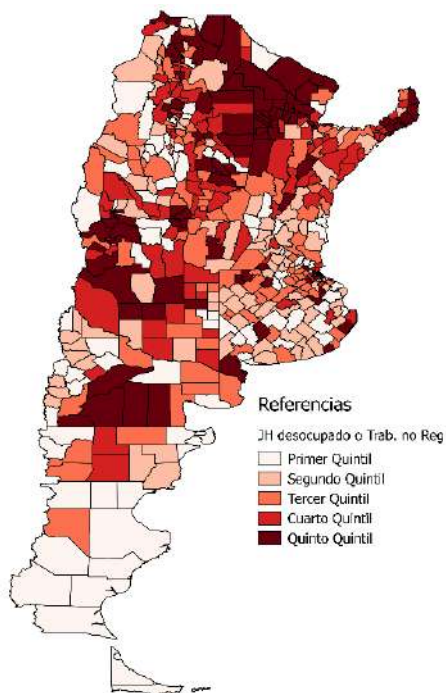 Referencias
JH desocupado o Trab. no Reg
Primer Quintil
Segundo Quintil
Tercer Quintil
Cuarto Quintil
Quinto Quintil